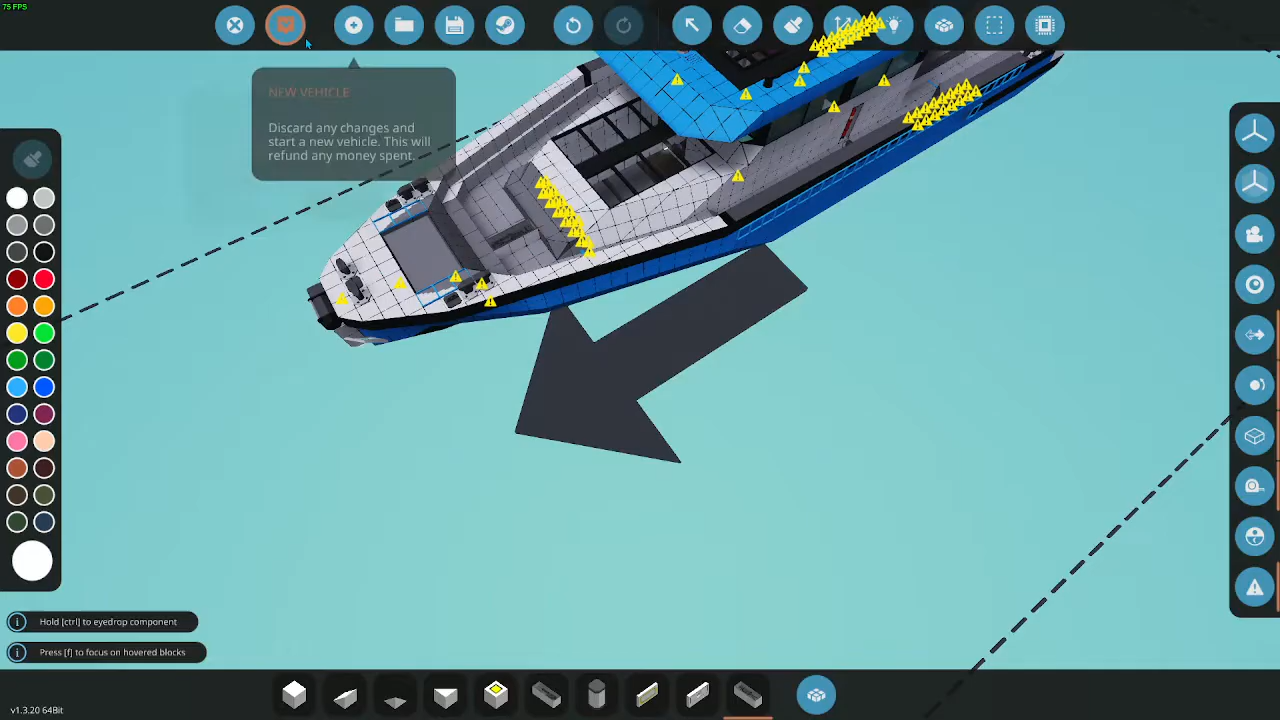 75 FPS
NEW VEHICLE
Discard any changes and
start a new vehicle. This will
refund any money spent.
Hold [ctrl] to eyedrop component
Press [f] to focus on hovered blocks
v1.3.20 64Bit